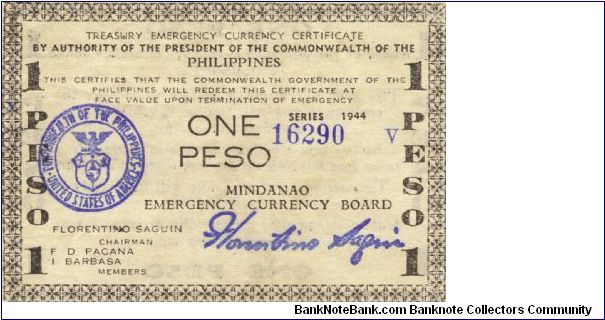 TREASURY EMERGENCY CURRENCY CERTIFICATE
BY AUTHORITY OF THE PRESIDENT OF THE COMMONWEALTH OF THE
PHILIPPINES
THIS CERTIFIES THAT THE COMMONWEALTH GOVERNMENT OF THE
PHILIPPINES WILL REDEEM THIS CERTIFICATE AT
FACE VALUE UPON TERMINATION OF EMERGENCY
1 PESO 1
1 PESO 1
SERIES 1944
ONE
PESO
16290 V
COMMONWEALTH OF THE PHILIPPINES
UNITED STATES OF AMERICA
MINDANAO
EMERGENCY CURRENCY BOARD
FLORENTINO SAGUIN
CHAIRMAN
F D PACANA
I BARBASA
MEMBERS
Florentino Saguin
BankNoteBank.com Banknote Collectors Community